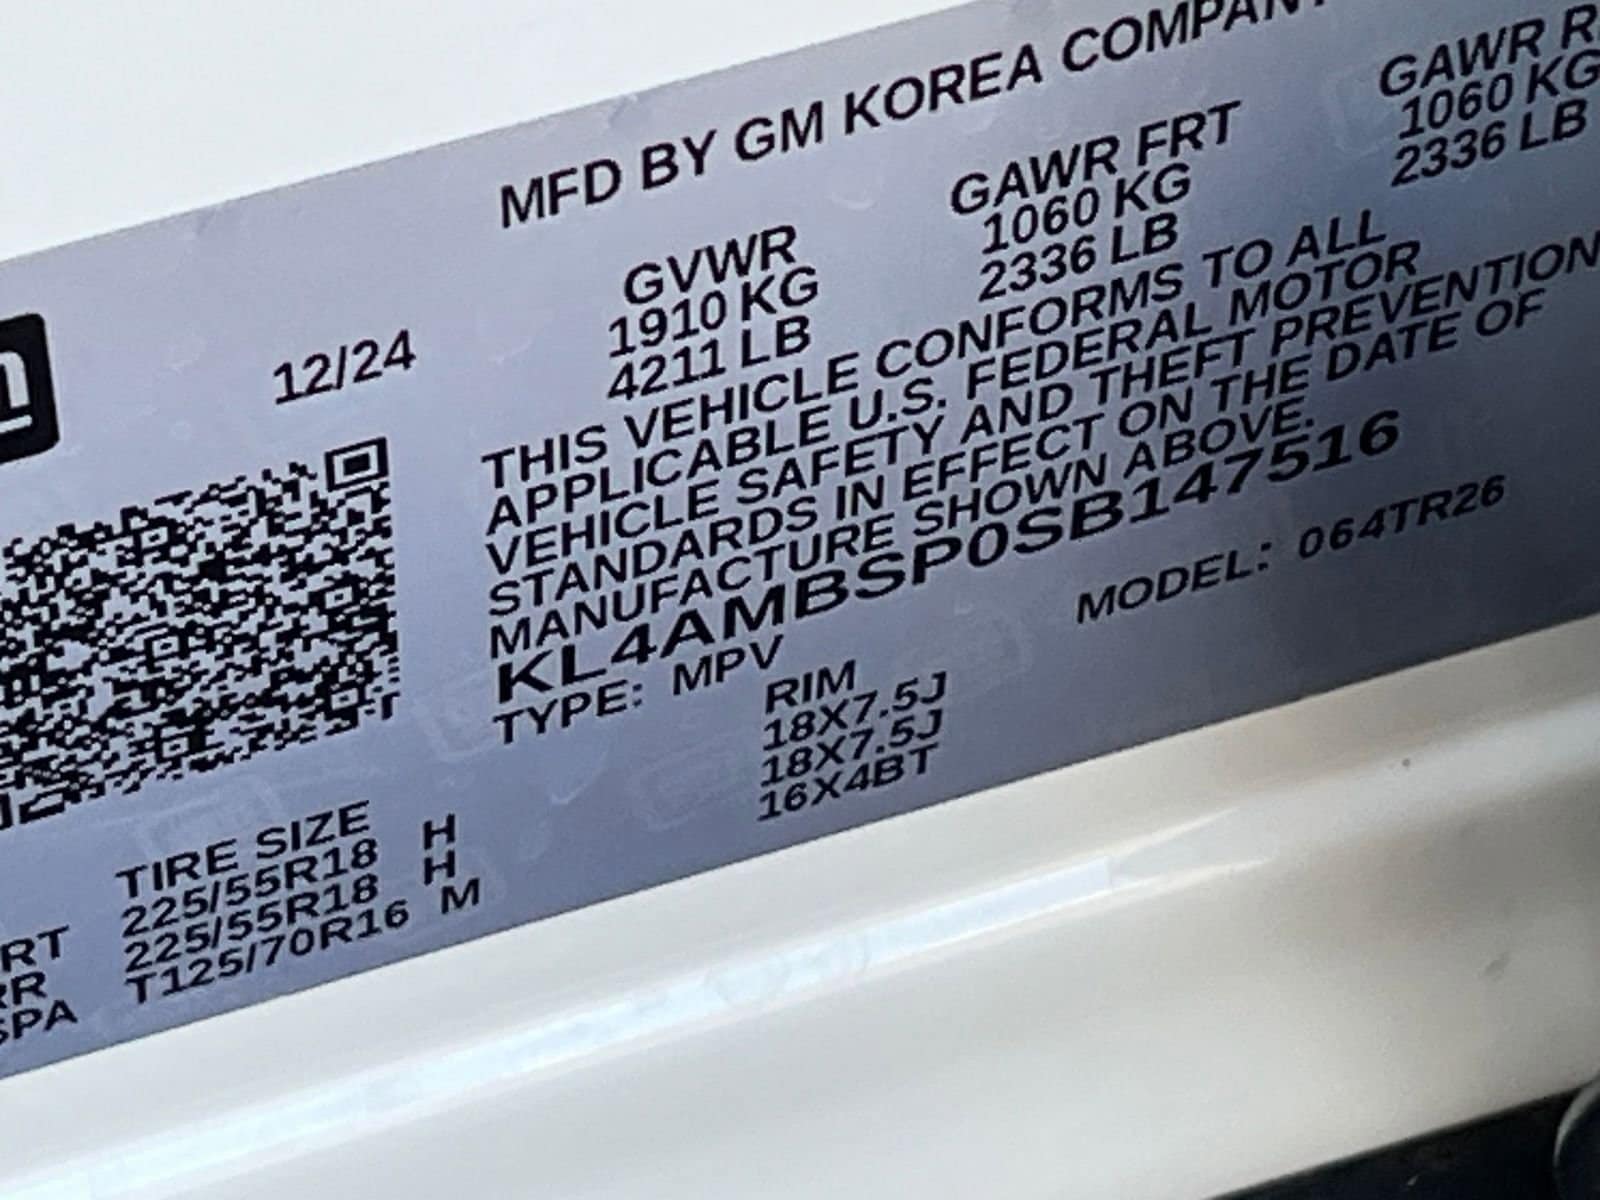 MFD BY GM KOREA COMPANY
12/24
GVWR
1910 KG
4211 LB
GAWR FRT
1060 KG
2336 LB
GAWR
1060 KG
2336 LB
THIS VEHICLE CONFORMS TO ALL
APPLICABLE U.S. FEDERAL MOTOR
VEHICLE SAFETY AND THEFT PREVENTION
STANDARDS IN EFFECT ON THE DATE OF
MANUFACTURE SHOWN ABOVE.
KL4AMBSP0SB147516
TYPE: MPV MODEL: 064TR26
TIRE SIZE RIM
RT 225/55R18 H 18X7.5J
RR 225/55R18 H 18X7.5J
SPA T125/70R16 M 16X4BT